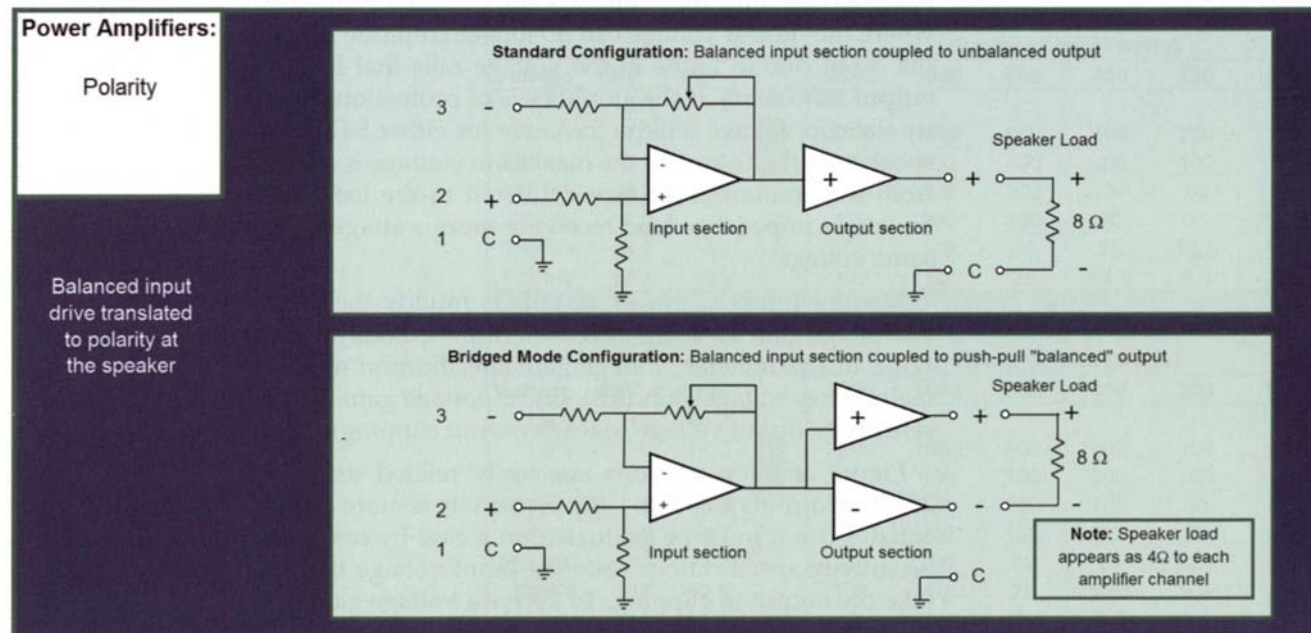 Power Amplifiers:
Polarity
Balanced input
drive translated
to polarity at
the speaker
Standard Configuration: Balanced input section coupled to unbalanced output
3 -
2 +
1 C
-
+
Input section
+
Output section
+
C
Speaker Load
+
8 Ω
-
Bridged Mode Configuration: Balanced input section coupled to push-pull "balanced" output
3 -
2 +
1 C
-
+
Input section
+
-
Output section
+
-
C
Speaker Load
+
8 Ω
-
Note: Speaker load
appears as 4Ω to each
amplifier channel